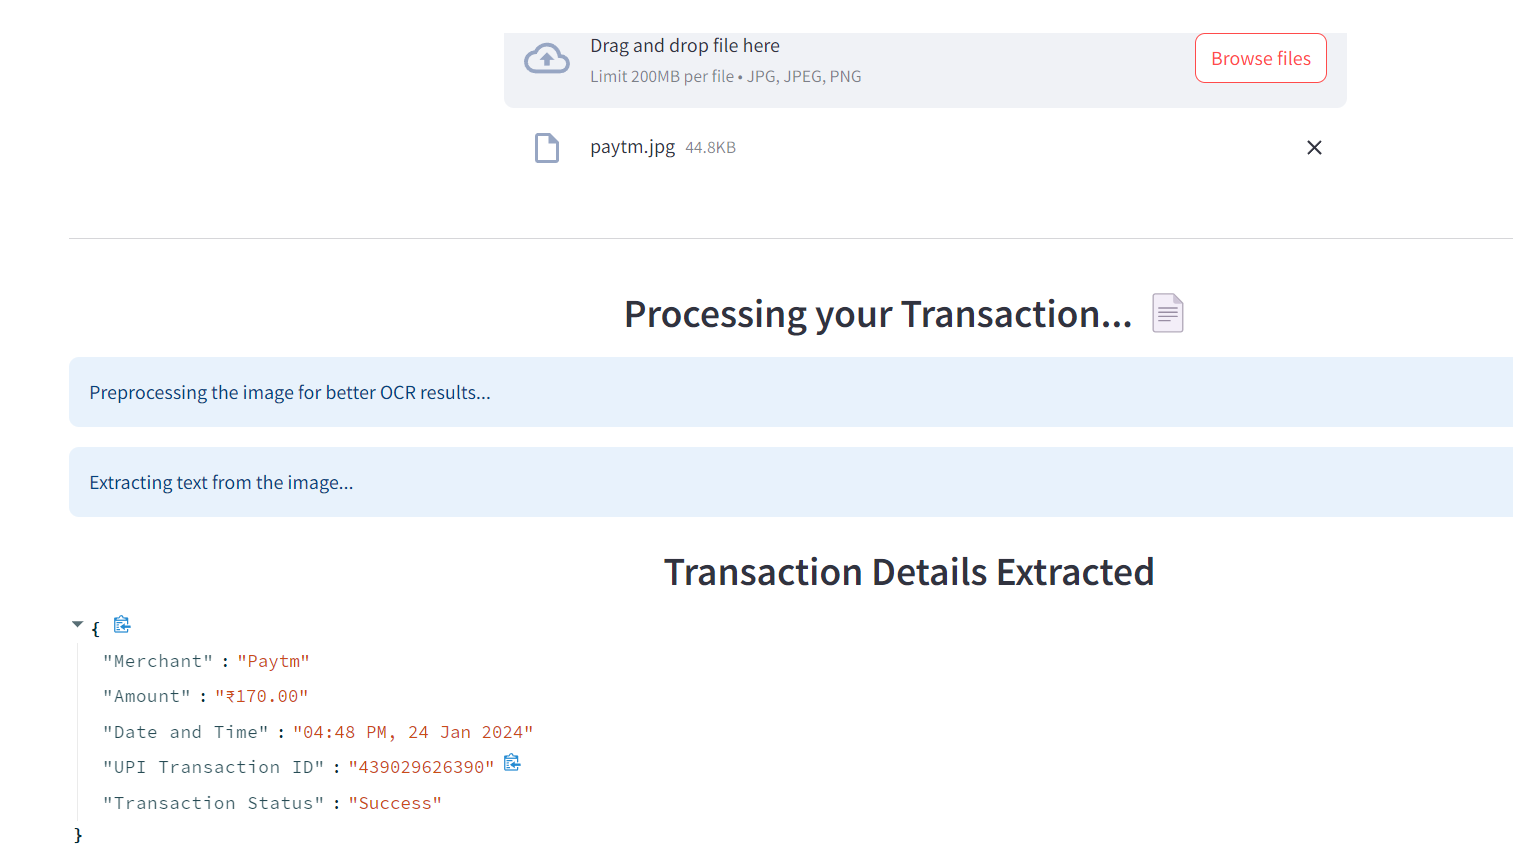 Drag and drop file here
Limit 200MB per file • JPG, JPEG, PNG
Browse files
paytm.jpg 44.8KB
Processing your Transaction...
Preprocessing the image for better OCR results...
Extracting text from the image...
Transaction Details Extracted
{
"Merchant" : "Paytm"
"Amount" : "₹170.00"
"Date and Time" : "04:48 PM, 24 Jan 2024"
"UPI Transaction ID" : "439029626390"
"Transaction Status" : "Success"
}